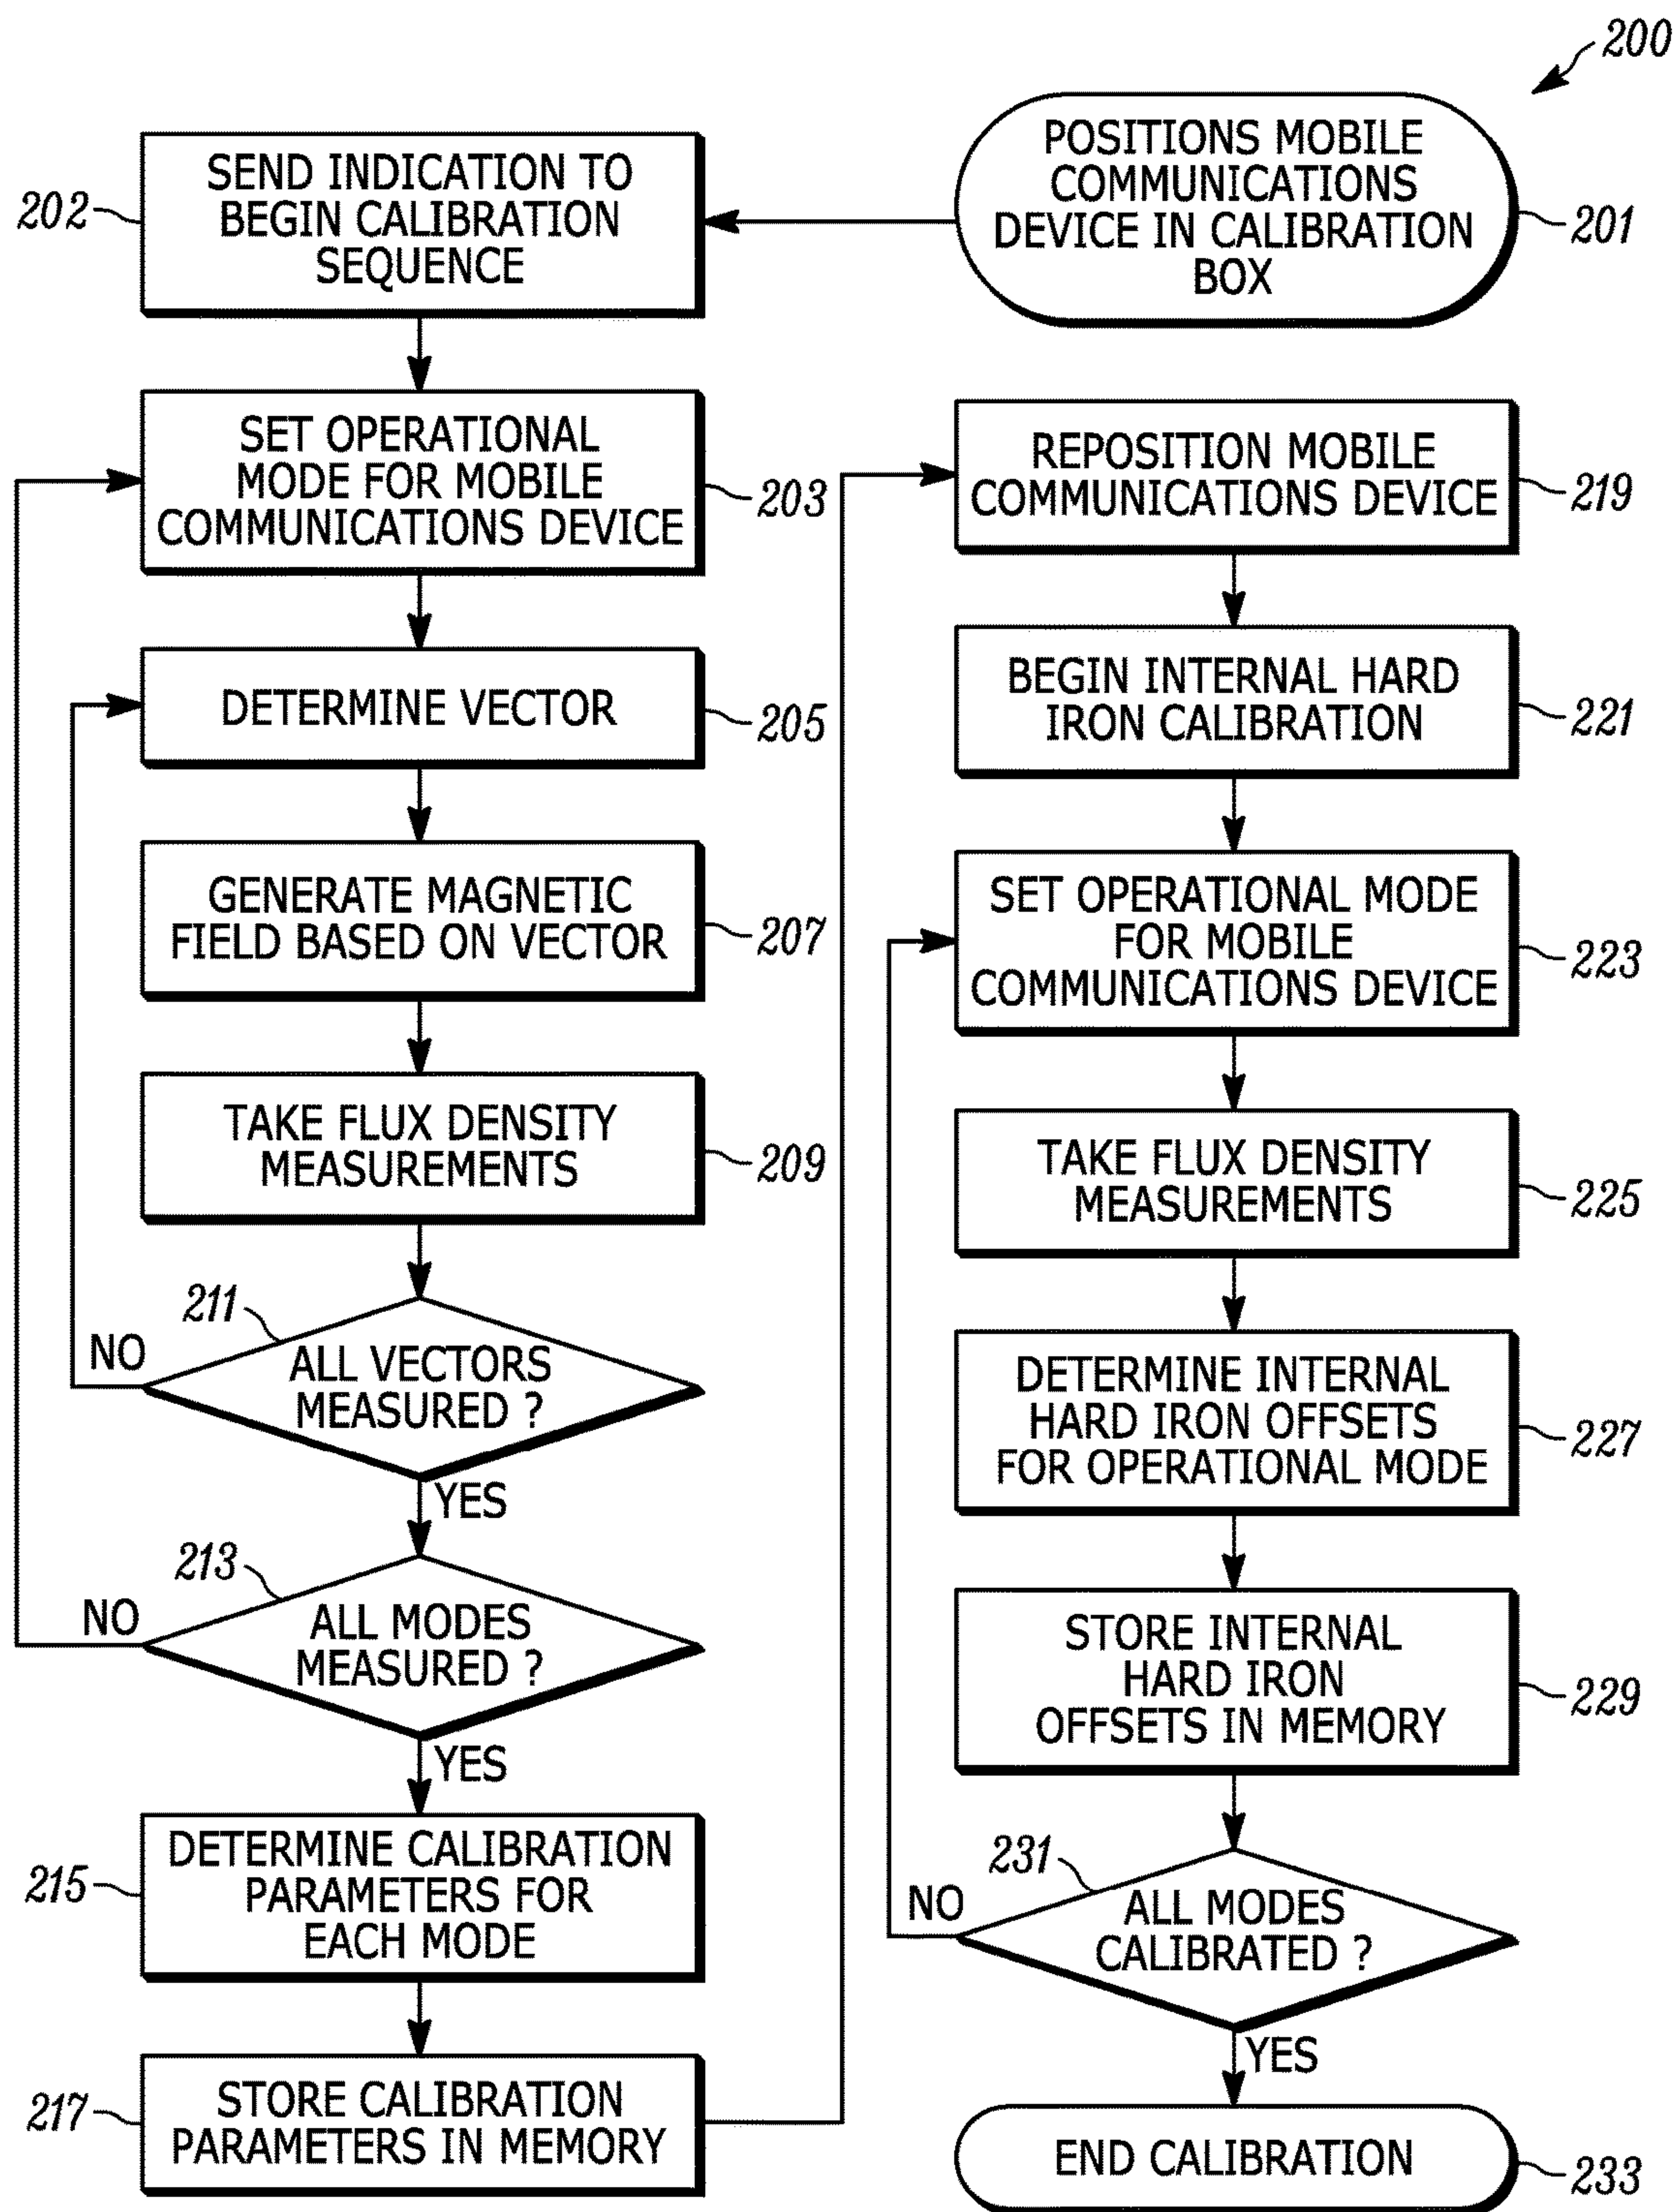 200
POSITIONS MOBILE
COMMUNICATIONS
DEVICE IN CALIBRATION
BOX
201
SEND INDICATION TO
BEGIN CALIBRATION
SEQUENCE
202
SET OPERATIONAL
MODE FOR MOBILE
COMMUNICATIONS DEVICE
203
DETERMINE VECTOR
205
GENERATE MAGNETIC
FIELD BASED ON VECTOR
207
TAKE FLUX DENSITY
MEASUREMENTS
209
211
ALL VECTORS
MEASURED ?
NO
YES
213
ALL MODES
MEASURED ?
NO
YES
DETERMINE CALIBRATION
PARAMETERS FOR
EACH MODE
215
STORE CALIBRATION
PARAMETERS IN MEMORY
217
REPOSITION MOBILE
COMMUNICATIONS DEVICE
219
BEGIN INTERNAL HARD
IRON CALIBRATION
221
SET OPERATIONAL MODE
FOR MOBILE
COMMUNICATIONS DEVICE
223
TAKE FLUX DENSITY
MEASUREMENTS
225
DETERMINE INTERNAL
HARD IRON OFFSETS
FOR OPERATIONAL MODE
227
STORE INTERNAL
HARD IRON
OFFSETS IN MEMORY
229
231
ALL MODES
CALIBRATED ?
NO
YES
END CALIBRATION
233